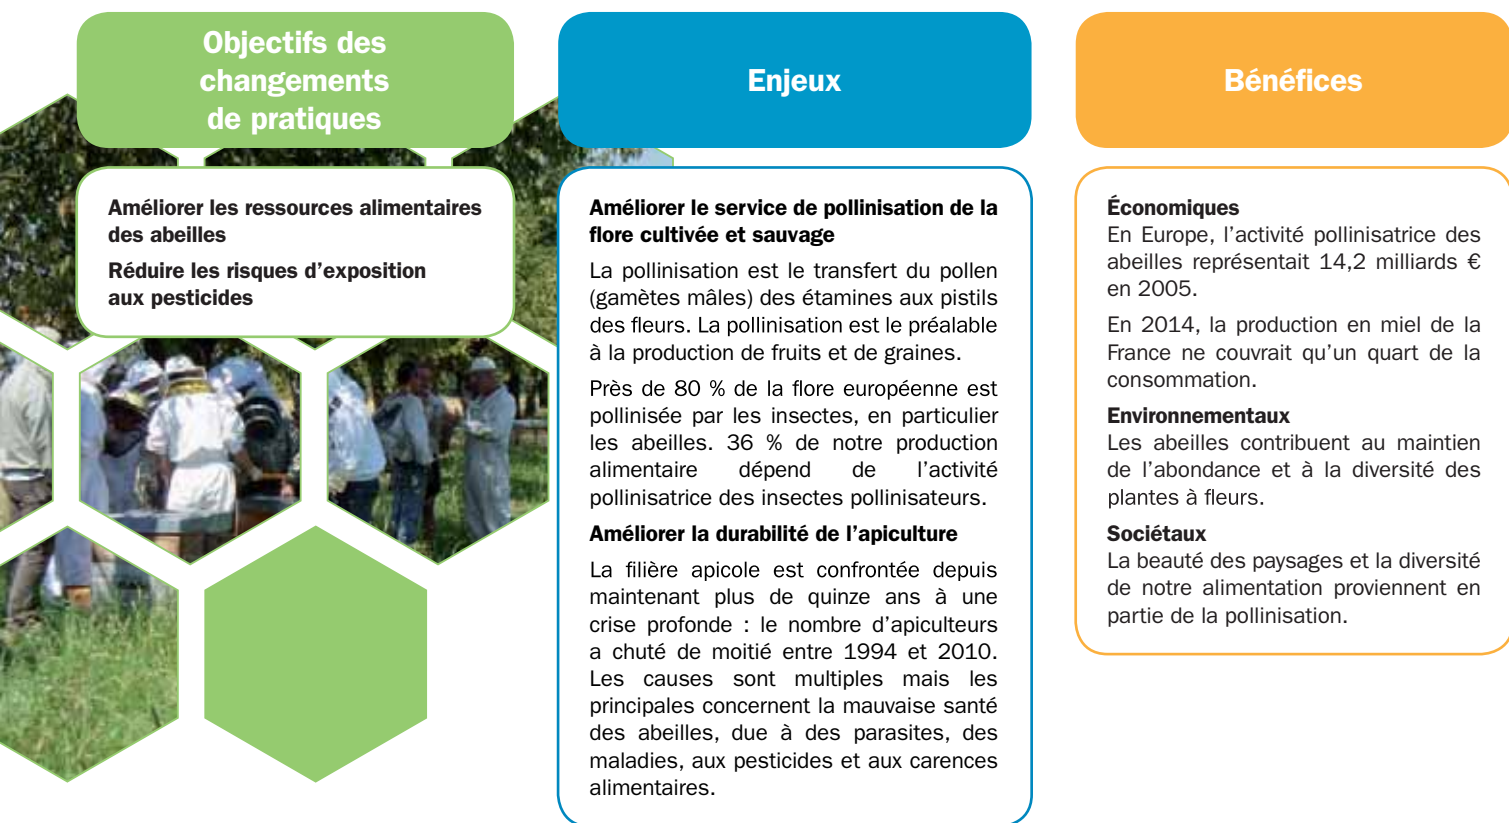 Objectifs des
changements
de pratiques
Améliorer les ressources alimentaires
des abeilles
Réduire les risques d’exposition
aux pesticides
Enjeux
Améliorer le service de pollinisation de la
flore cultivée et sauvage
La pollinisation est le transfert du pollen
(gamètes mâles) des étamines aux pistils
des fleurs. La pollinisation est le préalable
à la production de fruits et de graines.
Près de 80 % de la flore européenne est
pollinisée par les insectes, en particulier
les abeilles. 36 % de notre production
alimentaire dépend de l’activité
pollinisatrice des insectes pollinisateurs.
Améliorer la durabilité de l’apiculture
La filière apicole est confrontée depuis
maintenant plus de quinze ans à une
crise profonde : le nombre d’apiculteurs
a chuté de moitié entre 1994 et 2010.
Les causes sont multiples mais les
principales concernent la mauvaise santé
des abeilles, due à des parasites, des
maladies, aux pesticides et aux carences
alimentaires.
Bénéfices
Économiques
En Europe, l’activité pollinisatrice des
abeilles représentait 14,2 milliards €
en 2005.
En 2014, la production en miel de la
France ne couvrait qu’un quart de la
consommation.
Environnementaux
Les abeilles contribuent au maintien
de l’abondance et à la diversité des
plantes à fleurs.
Sociétaux
La beauté des paysages et la diversité
de notre alimentation proviennent en
partie de la pollinisation.